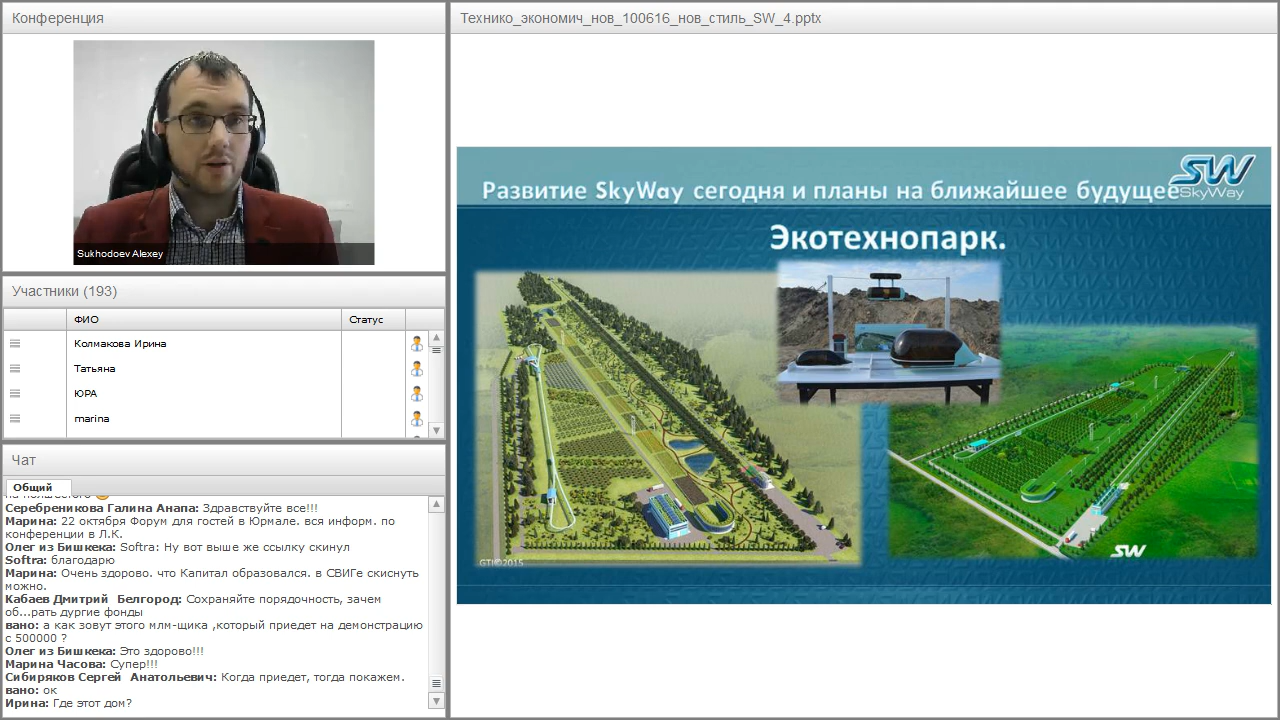 Конференция
Sukhodoev Alexey
Участники (193)
ФИО
Статус
Колмакова Ирина
Татьяна
ЮРА
marina
Чат
Общий
Серебреникова Галина Анапа: Здравствуйте все!!!
Марина: 22 октября Форум для гостей в Юрмале. вся информ. по
конференции в Л.К.
Олег из Бишкека: Softra: Ну вот выше же ссылку скинул
Softra: благодарю
Марина: Очень здорово. что Капитал образовался. в СВИГе скиснуть
можно.
Кабаев Дмитрий Белгород: Сохраняйте порядочность, зачем
об...рать дургие фонды
вано: а как зовут этого млм-щика ,который приедет на демонстрацию
с 500000 ?
Олег из Бишкека: Это здорово!!!
Марина Часова: Супер!!!
Сибиряков Сергей Анатольевич: Когда приедет, тогда покажем.
вано: ок
Ирина: Где этот дом?
Технико_экономич_нов_100616_нов_стиль_SW_4.pptx
SW
SkyWay
Развитие SkyWay сегодня и планы на ближайшее будущее
Экотехнопарк.
GTI©2015
SW